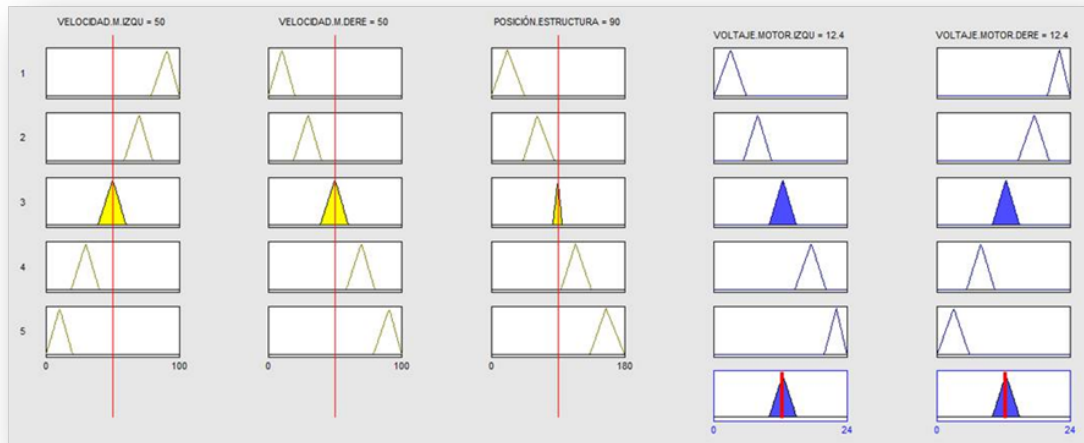 VELOCIDAD.M.IZQU = 50
VELOCIDAD.M.DERE = 50
POSICIÓN.ESTRUCTURA = 90
VOLTAJE.MOTOR.IZQU = 12.4
VOLTAJE.MOTOR.DERE = 12.4
1
2
3
4
5
0 100
0 100
0 180
0 24
0 24